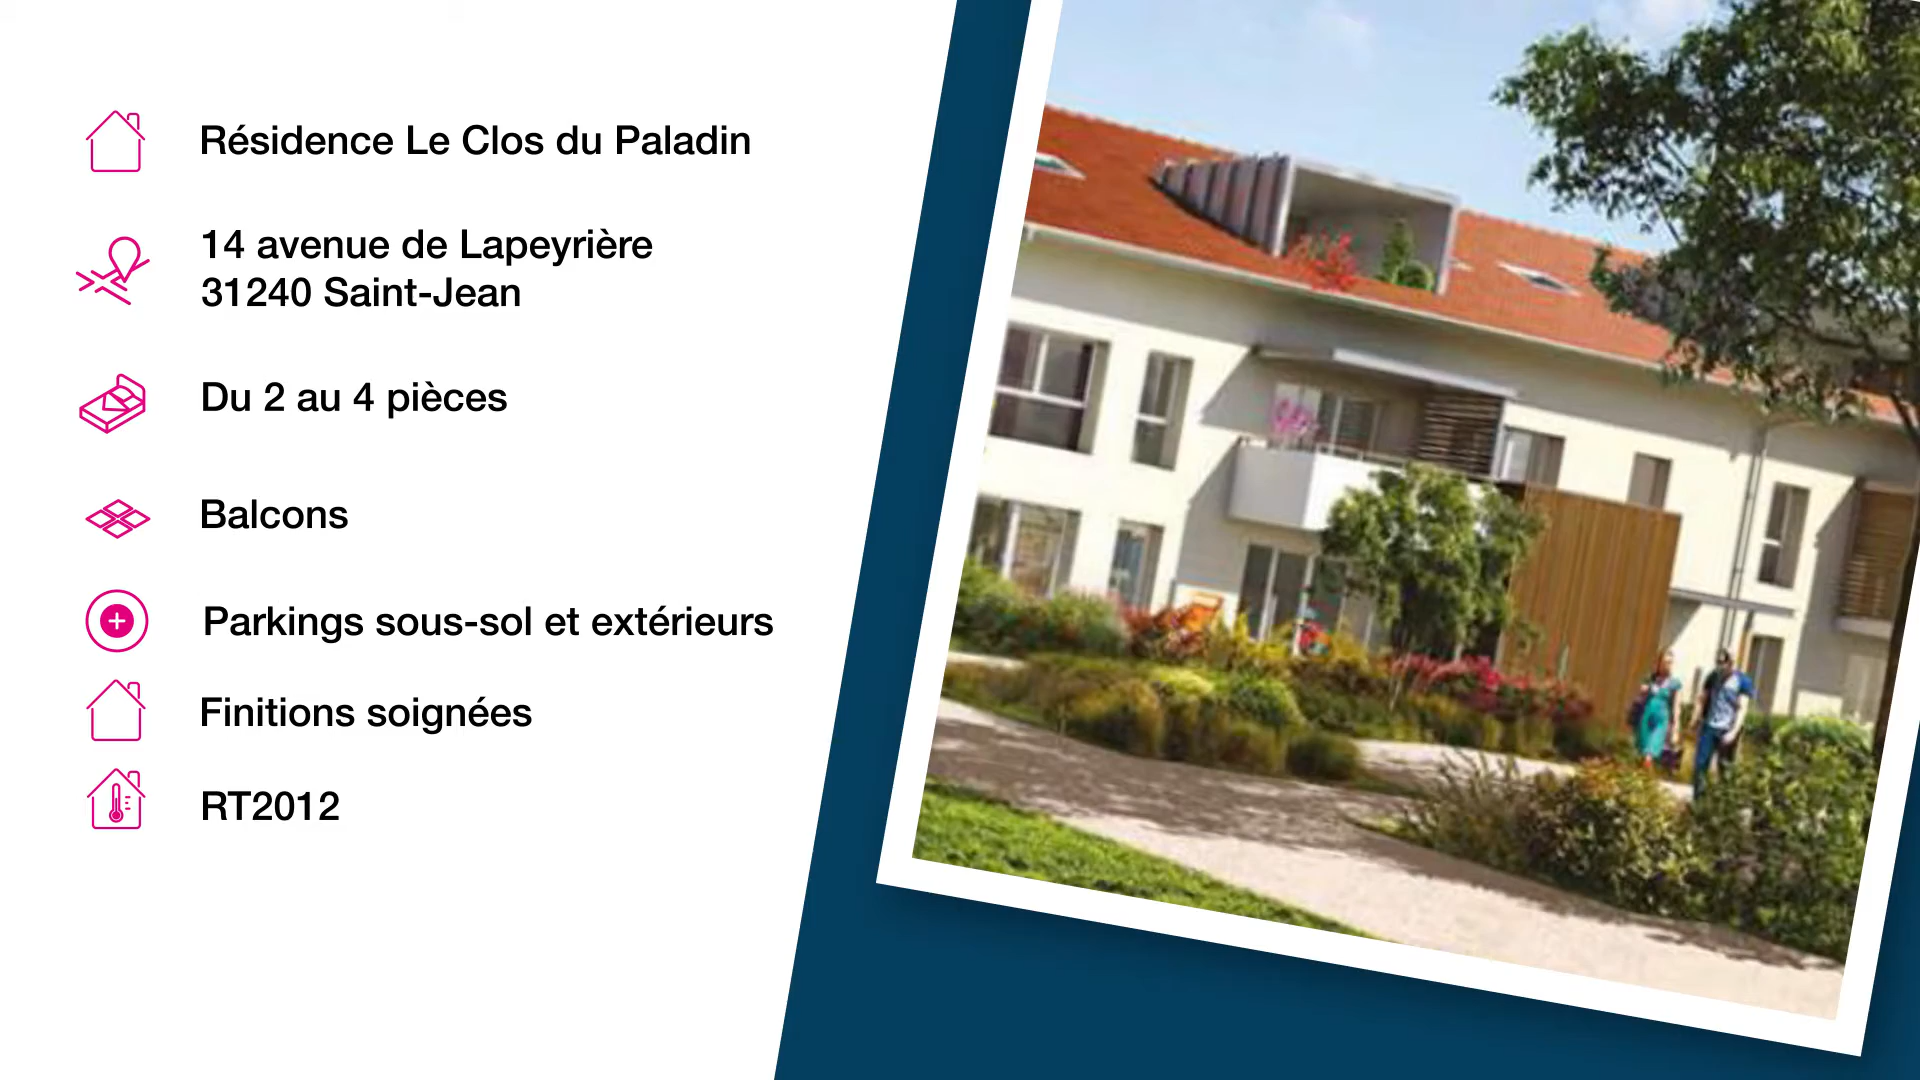 Résidence Le Clos du Paladin
14 avenue de Lapeyrière
31240 Saint-Jean
Du 2 au 4 pièces
Balcons
Parkings sous-sol et extérieurs
Finitions soignées
RT2012